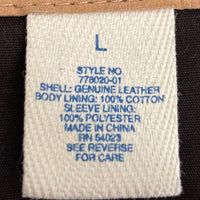 L
STYLE NO.
778020-01
SHELL: GENUINE LEATHER
BODY LINING: 100% COTTON
SLEEVE LINING:
100% POLYESTER
MADE IN CHINA
RN 54023
SEE REVERSE
FOR CARE